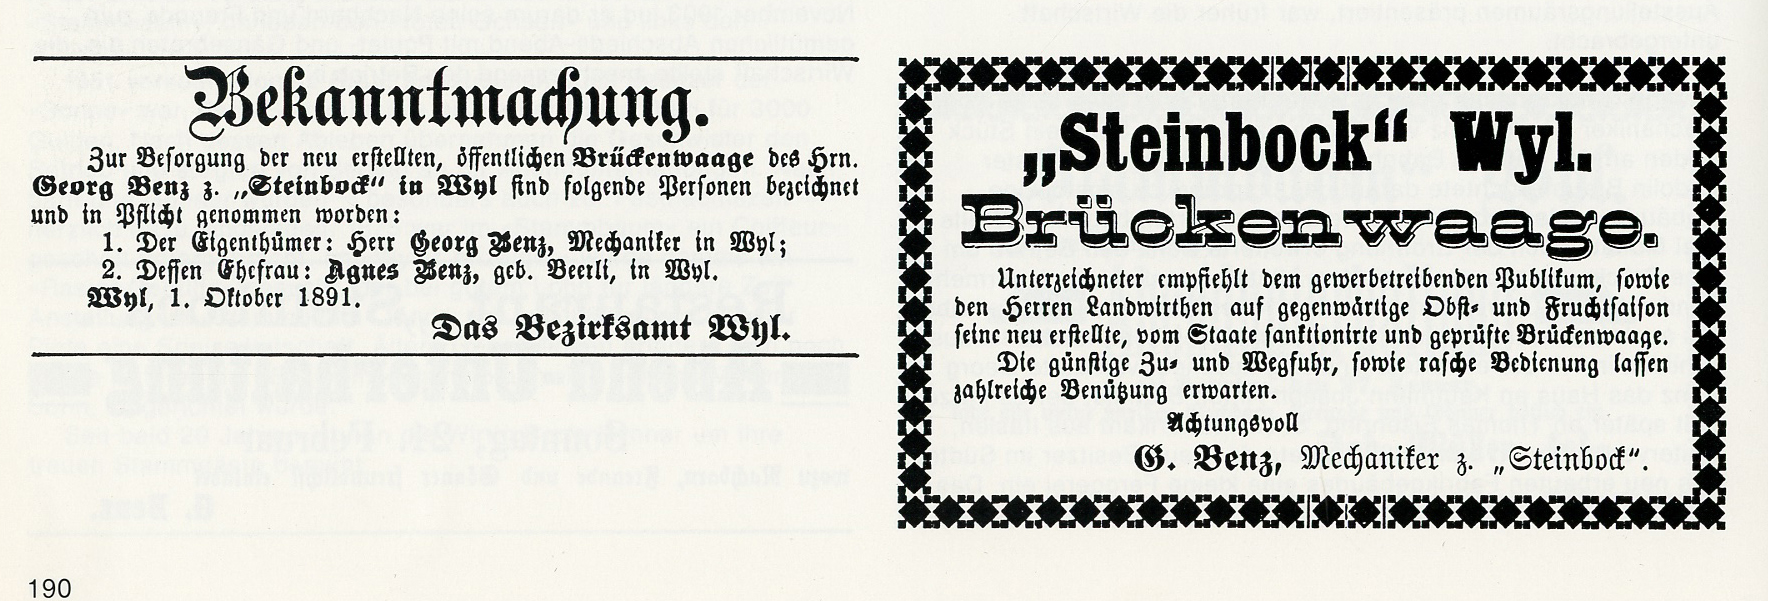 Bekanntmachung.
Zur Besorgung der neu erstellten, öffentlichen Brückenwaage des Hrn.
Georg Benz z. „Steinbock“ in Wyl sind folgende Personen bezeichnet
und in Pflicht genommen worden:
1. Der Eigenthümer: Herr Georg Benz, Mechaniker in Wyl;
2. Dessen Ehefrau: Agnes Benz, geb. Beerli, in Wyl.
Wyl, 1. Oktober 1891.
Das Bezirksamt Wyl.
„Steinbock“ Wyl.
Brückenwaage.
Unterzeichneter empfiehlt dem gewerbetreibenden Publikum, sowie
den Herren Landwirthen auf gegenwärtige Obst- und Fruchtsaison
seine neu erstellte, vom Staate sanktionirte und geprüfte Brückenwaage.
Die günstige Zu- und Wegfuhr, sowie rasche Bedienung lassen
zahlreiche Benützung erwarten.
Achtungsvoll
G. Benz, Mechaniker z. „Steinbock“.
190